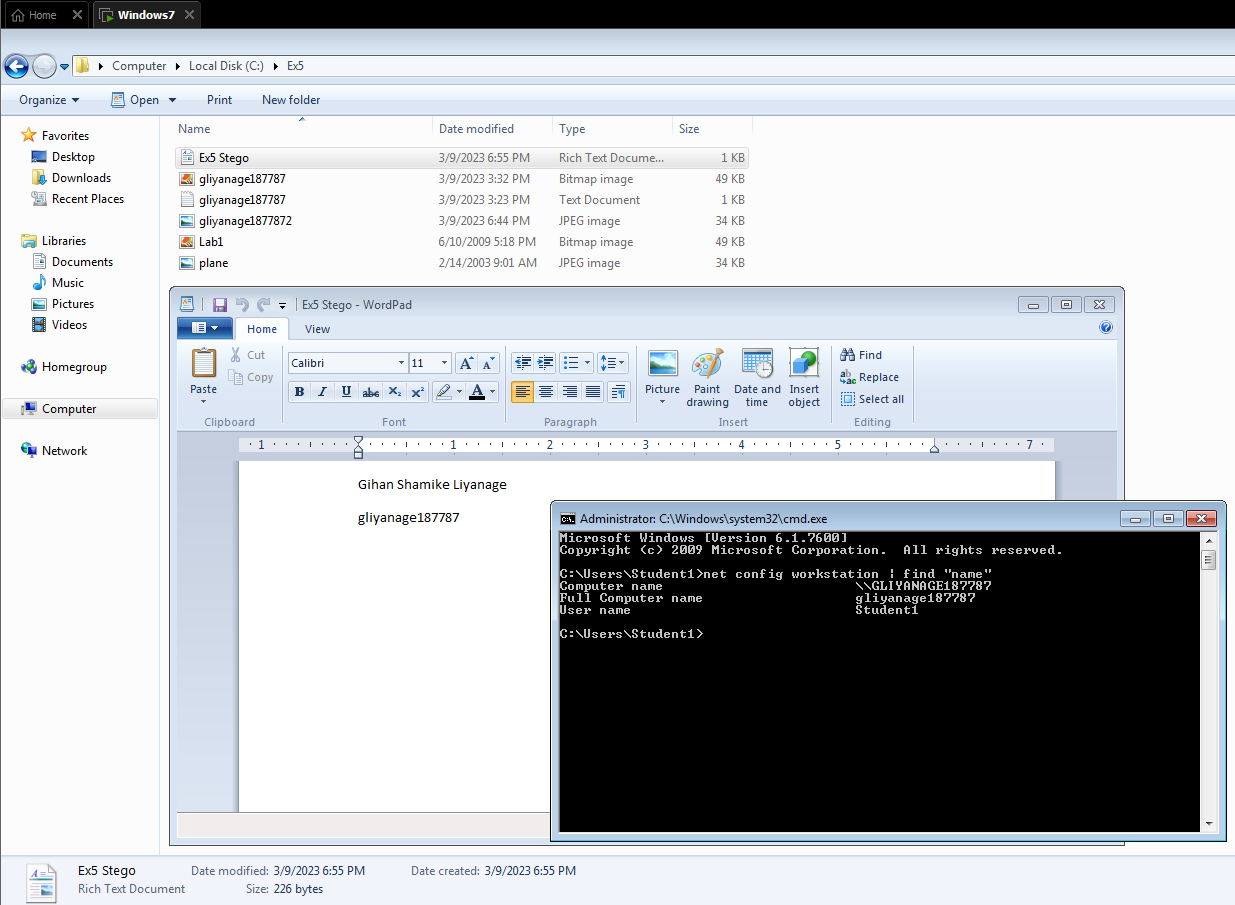 Home
Windows7
Computer Local Disk (C:) Ex5
Organize Open Print New folder
Favorites
Desktop
Downloads
Recent Places
Libraries
Documents
Music
Pictures
Videos
Homegroup
Computer
Network
Name Date modified Type Size
Ex5 Stego 3/9/2023 6:55 PM Rich Text Docume... 1 KB
gliyanage187787 3/9/2023 3:32 PM Bitmap image 49 KB
gliyanage187787 3/9/2023 3:23 PM Text Document 1 KB
gliyanage1877872 3/9/2023 6:44 PM JPEG image 34 KB
Lab1 6/10/2009 5:18 PM Bitmap image 49 KB
plane 2/14/2003 9:01 AM JPEG image 34 KB
Ex5 Stego - WordPad
Home View
Paste
Cut
Copy
Clipboard
Calibri 11
B I U abc X₂ X²
A
Font
Paragraph
Picture
Paint drawing
Date and time
Insert object
Insert
Find
Replace
Select all
Editing
1 1 2 3 4 5 7
Gihan Shamike Liyanage
gliyanage187787
Administrator: C:\Windows\system32\cmd.exe
Microsoft Windows [Version 6.1.7600]
Copyright (c) 2009 Microsoft Corporation.  All rights reserved.
C:\Users\Student1>net config workstation | find "name"
Computer name \\GLIYANAGE187787
Full Computer name gliyanage187787
User name Student1
C:\Users\Student1>
Ex5 Stego Date modified: 3/9/2023 6:55 PM Date created: 3/9/2023 6:55 PM
Rich Text Document Size: 226 bytes